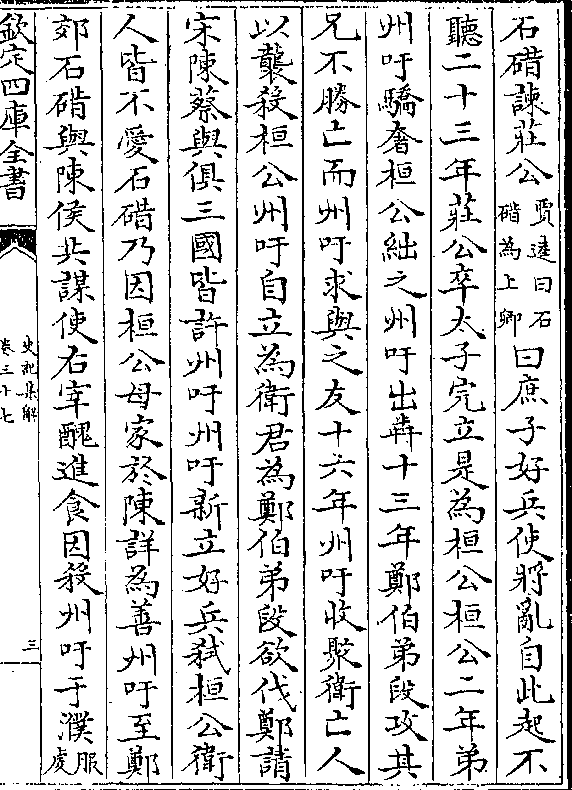 石碏諫莊公賈逵曰石碏為上卿曰庶子好兵使將亂自此起不
聽二十三年莊公卒太子完立是為桓公桓公二年弟
州吁驕奢桓公絀之州吁出犇十三年鄭伯弟段攻其
兄不勝亡而州吁求與之友十六年州吁收聚衛亡人
以襲殺桓公州吁自立為衛君為鄭伯弟段欲伐鄭請
宋陳蔡與俱三國皆許州吁州吁新立好兵弑桓公衛
人皆不愛石碏乃因桓公母家於陳詳為善州吁至鄭
郊石碏與陳侯共謀使右宰醜進食因殺州吁于濮服䖍
欽定四庫全書
史記集解
卷三十七
三